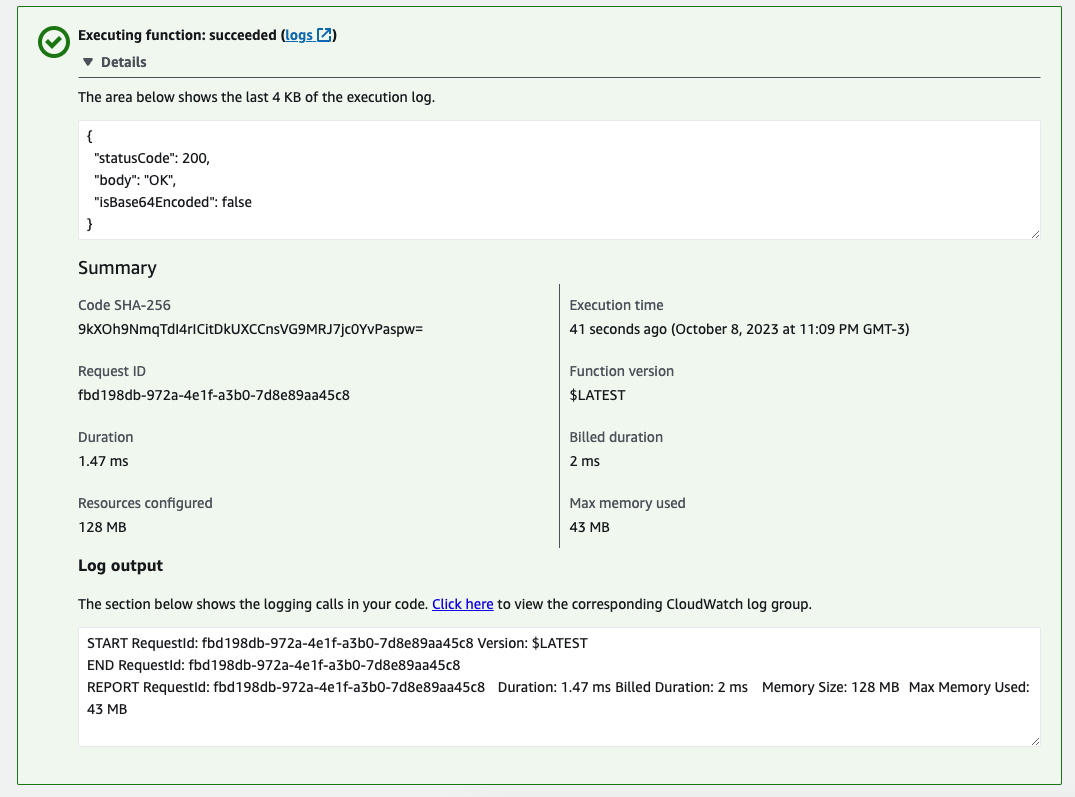 Executing function: succeeded (logs)
Details
The area below shows the last 4 KB of the execution log.
{
"statusCode": 200,
"body": "OK",
"isBase64Encoded": false
}
Summary
Code SHA-256
9kXOh9NmqTdI4rICitDkUXCCnsVG9MRJ7jc0YvPaspw=
Execution time
41 seconds ago (October 8, 2023 at 11:09 PM GMT-3)
Request ID
fbd198db-972a-4e1f-a3b0-7d8e89aa45c8
Function version
$LATEST
Duration
1.47 ms
Billed duration
2 ms
Resources configured
128 MB
Max memory used
43 MB
Log output
The section below shows the logging calls in your code. Click here to view the corresponding CloudWatch log group.
START RequestId: fbd198db-972a-4e1f-a3b0-7d8e89aa45c8 Version: $LATEST
END RequestId: fbd198db-972a-4e1f-a3b0-7d8e89aa45c8
REPORT RequestId: fbd198db-972a-4e1f-a3b0-7d8e89aa45c8 Duration: 1.47 ms Billed Duration: 2 ms Memory Size: 128 MB Max Memory Used:
43 MB